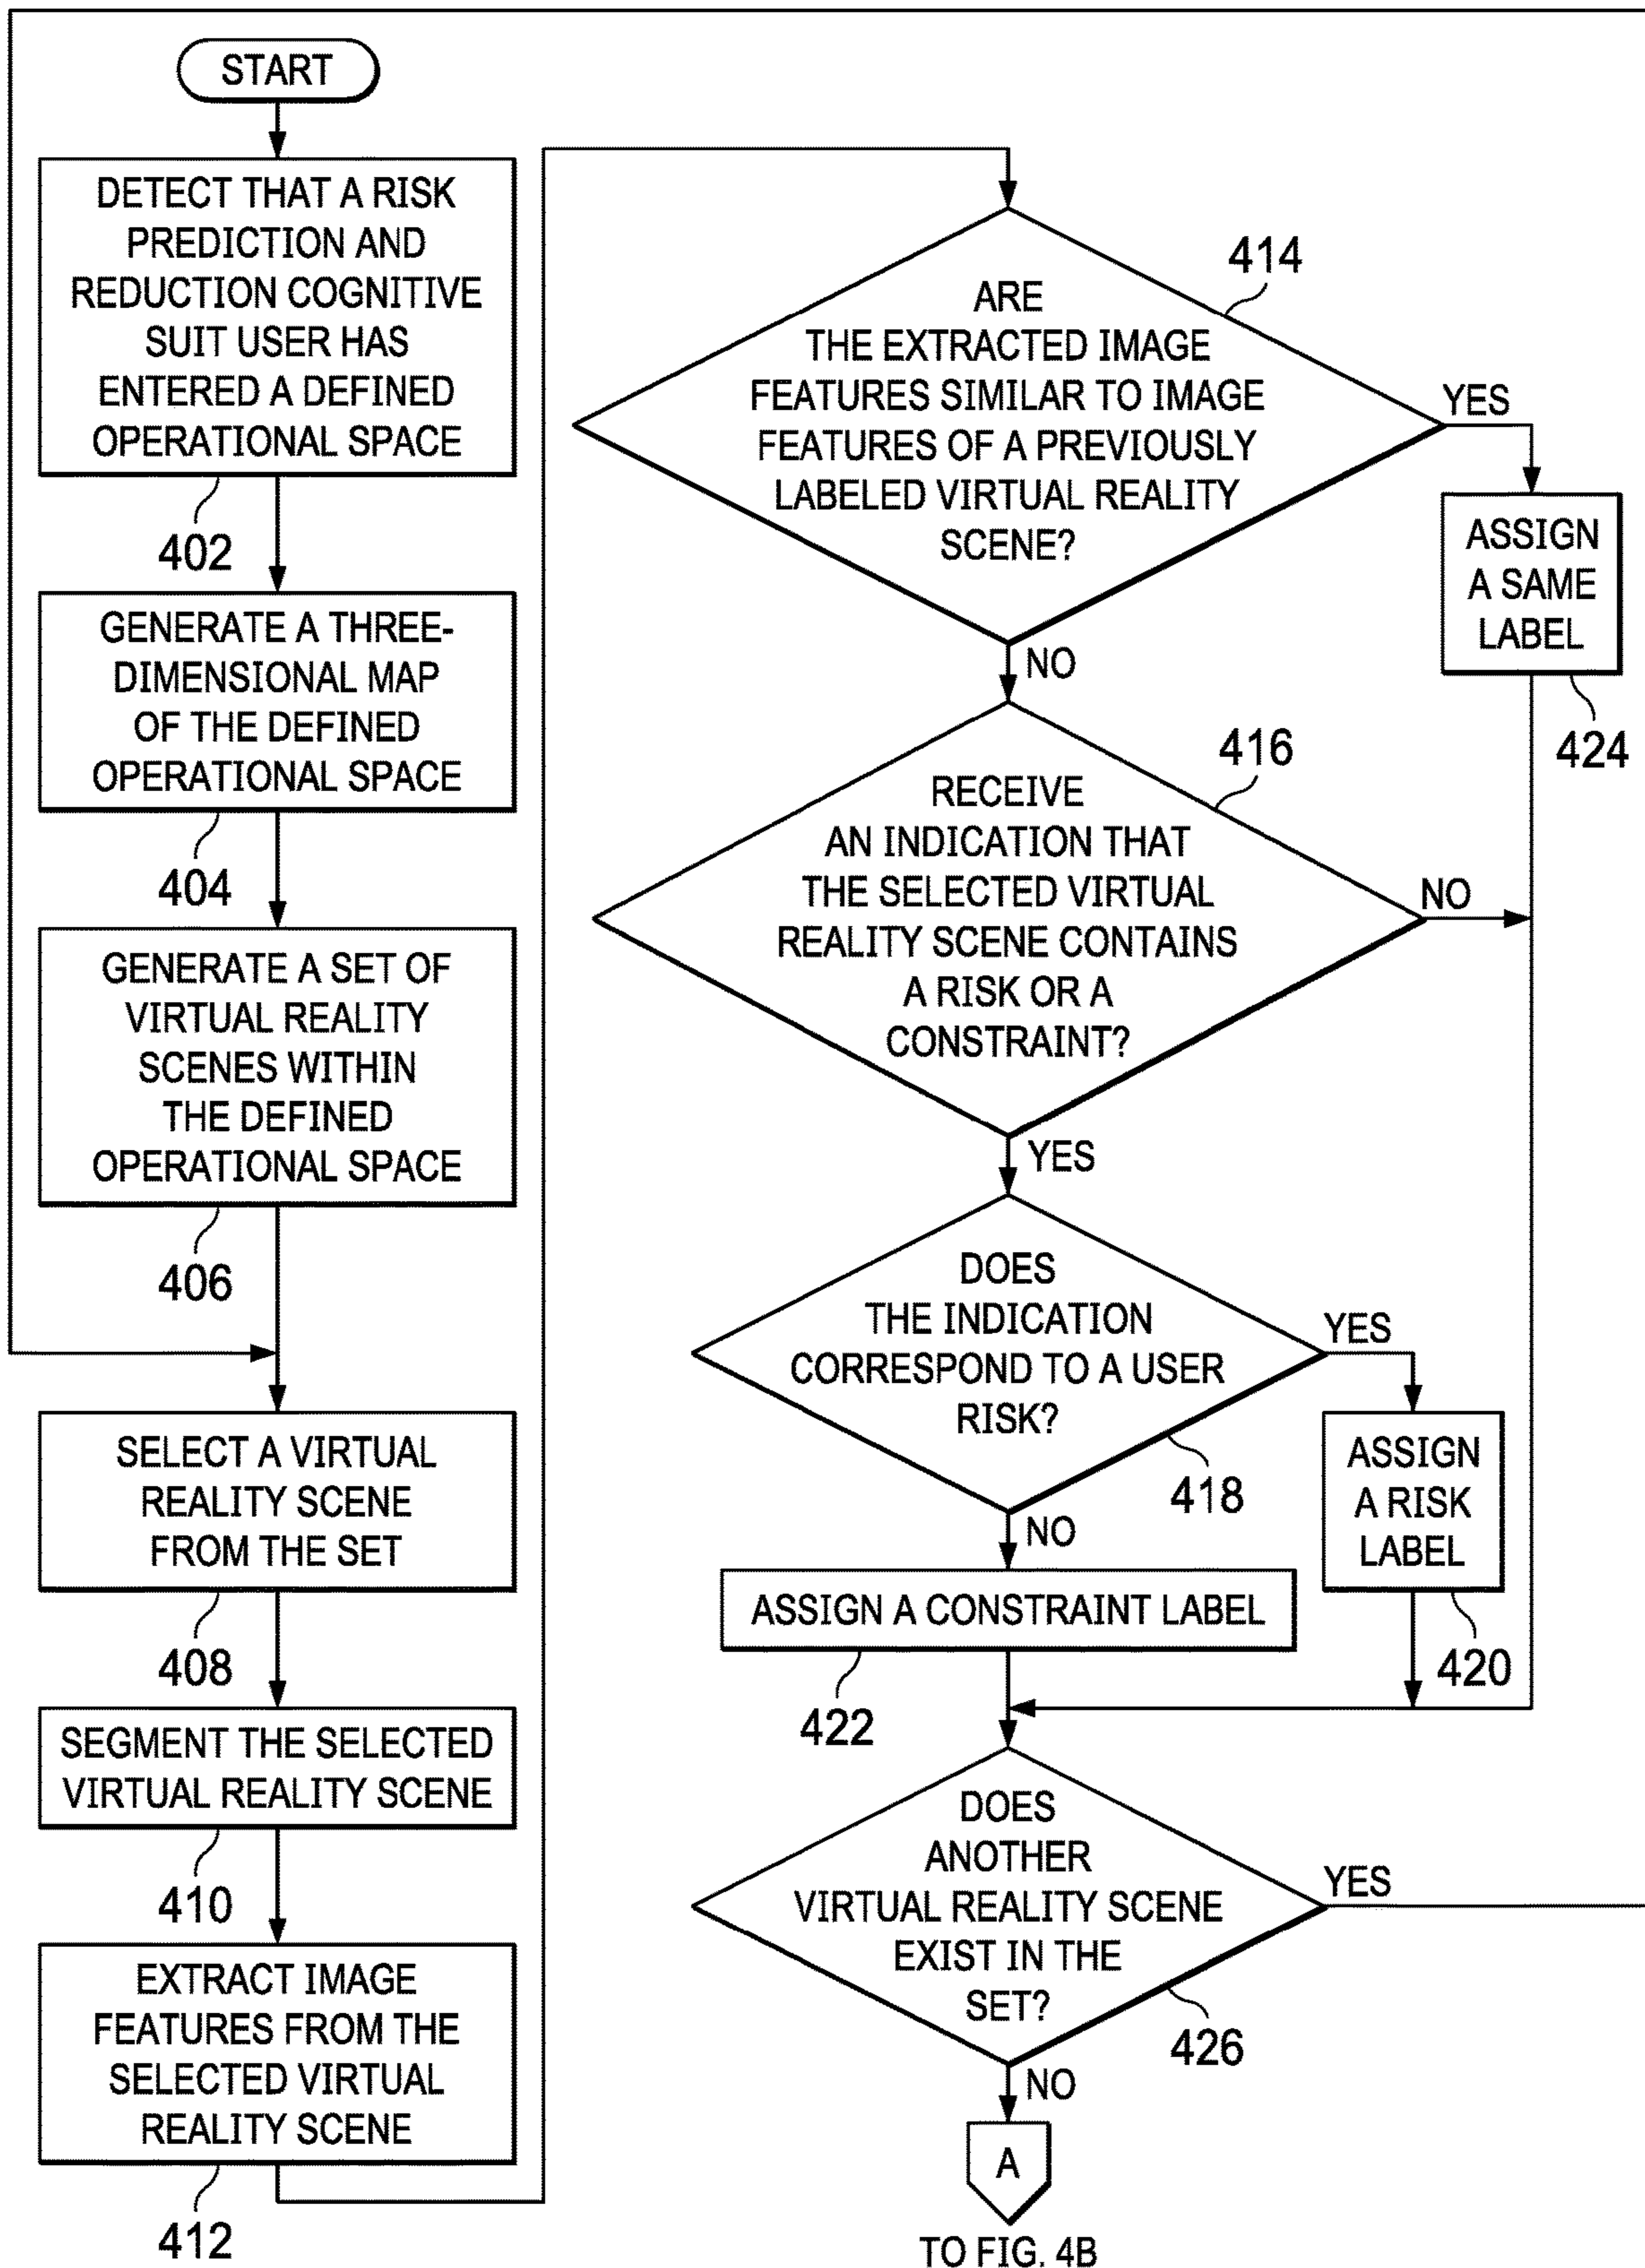 START
DETECT THAT A RISK
PREDICTION AND
REDUCTION COGNITIVE
SUIT USER HAS
ENTERED A DEFINED
OPERATIONAL SPACE
402
GENERATE A THREE-
DIMENSIONAL MAP
OF THE DEFINED
OPERATIONAL SPACE
404
GENERATE A SET OF
VIRTUAL REALITY
SCENES WITHIN
THE DEFINED
OPERATIONAL SPACE
406
SELECT A VIRTUAL
REALITY SCENE
FROM THE SET
408
SEGMENT THE SELECTED
VIRTUAL REALITY SCENE
410
EXTRACT IMAGE
FEATURES FROM THE
SELECTED VIRTUAL
REALITY SCENE
412
414
ARE
THE EXTRACTED IMAGE
FEATURES SIMILAR TO IMAGE
FEATURES OF A PREVIOUSLY
LABELED VIRTUAL REALITY
SCENE?
YES
NO
ASSIGN
A SAME
LABEL
424
416
RECEIVE
AN INDICATION THAT
THE SELECTED VIRTUAL
REALITY SCENE CONTAINS
A RISK OR A
CONSTRAINT?
NO
YES
DOES
THE INDICATION
CORRESPOND TO A USER
RISK?
418
YES
NO
ASSIGN
A RISK
LABEL
420
ASSIGN A CONSTRAINT LABEL
422
DOES
ANOTHER
VIRTUAL REALITY SCENE
EXIST IN THE
SET?
426
YES
NO
A
TO FIG. 4B